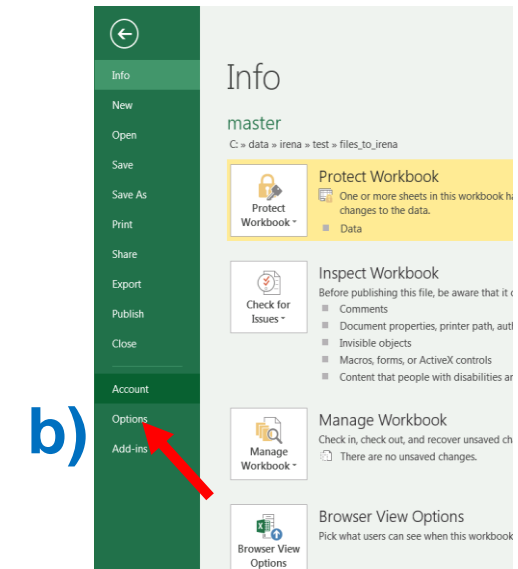 Info
New
Open
Save
Save As
Print
Share
Export
Publish
Close
Account
Options
Add-ins
b)
Info
master
C: » data » irena » test » files_to_irena
Protect
Workbook
Protect Workbook
One or more sheets in this workbook ha
changes to the data.
Data
Check for
Issues
Inspect Workbook
Before publishing this file, be aware that it c
Comments
Document properties, printer path, auth
Invisible objects
Macros, forms, or ActiveX controls
Content that people with disabilities ar
Manage
Workbook
Manage Workbook
Check in, check out, and recover unsaved cha
There are no unsaved changes.
Browser View
Options
Browser View Options
Pick what users can see when this workbook